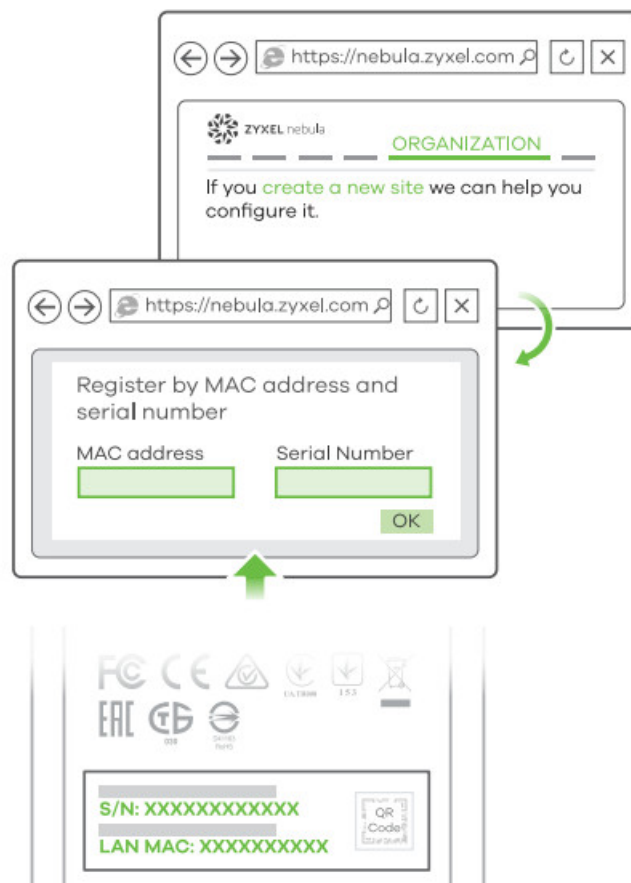 https://nebula.zyxel.com
ZYXEL nebula
ORGANIZATION
If you create a new site we can help you
configure it.
https://nebula.zyxel.com
Register by MAC address and
serial number
MAC address Serial Number
OK
FC CE
153
EAC
S/N: XXXXXXXXXXXX
QR
Code
LAN MAC: XXXXXXXXXX